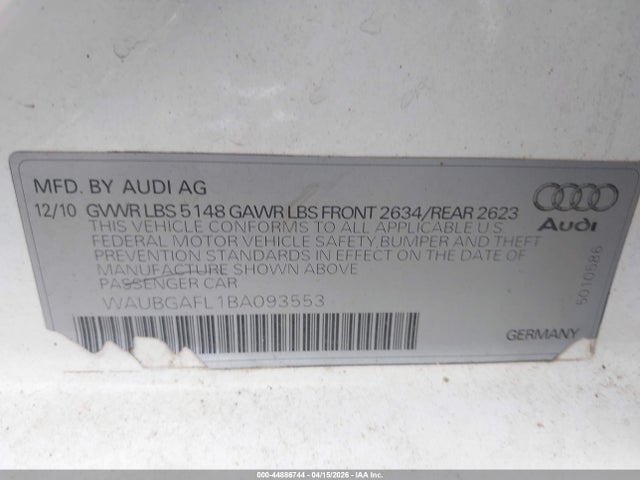 MFD. BY AUDI AG
12/10 GVWR LBS 5148 GAWR LBS FRONT 2634/REAR 2623
THIS VEHICLE CONFORMS TO ALL APPLICABLE U.S.
FEDERAL MOTOR VEHICLE SAFETY, BUMPER AND THEFT
PREVENTION STANDARDS IN EFFECT ON THE DATE OF
MANUFACTURE SHOWN ABOVE
PASSENGER CAR
WAUBGAFL1BA093553
Audi
5010586
GERMANY
000-44886744 - 04/15/2026 - IAA Inc.